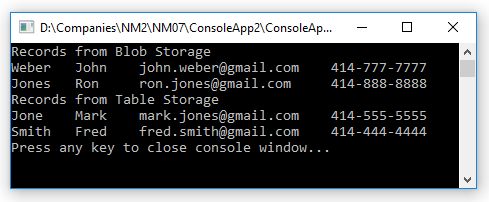 D:\Companies\NM2\NM07\ConsoleApp2\ConsoleAp...
Records from Blob Storage
Weber   John    john.weber@gmail.com    414-777-7777
Jones   Ron     ron.jones@gmail.com     414-888-8888
Records from Table Storage
Jone    Mark    mark.jones@gmail.com    414-555-5555
Smith   Fred    fred.smith@gmail.com    414-444-4444
Press any key to close console window...